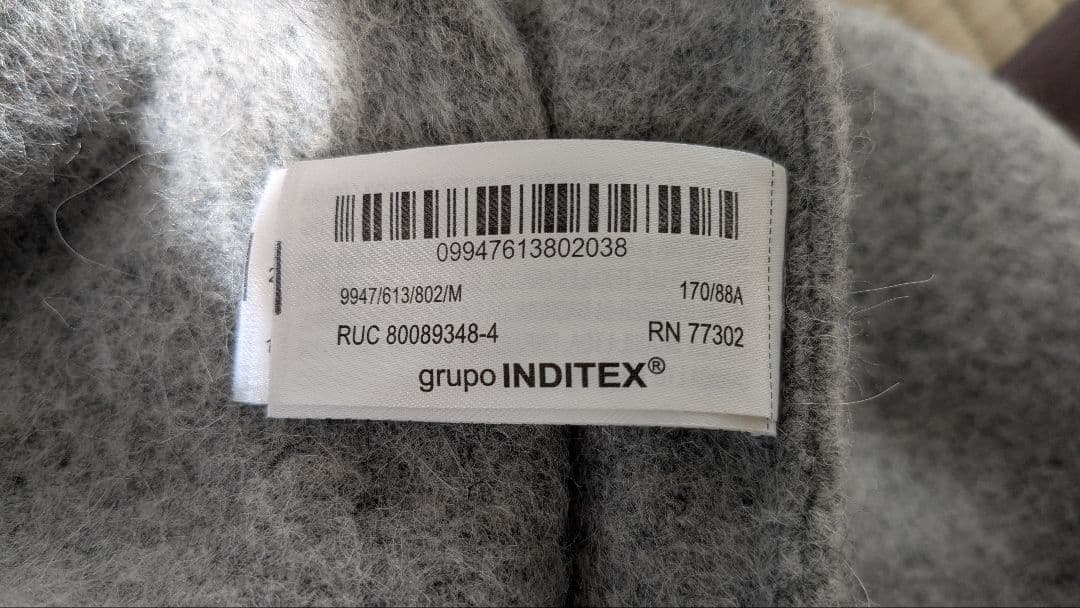 09947613802038
9947/613/802/M 170/88A
RUC 80089348-4 RN 77302
grupo INDITEX®